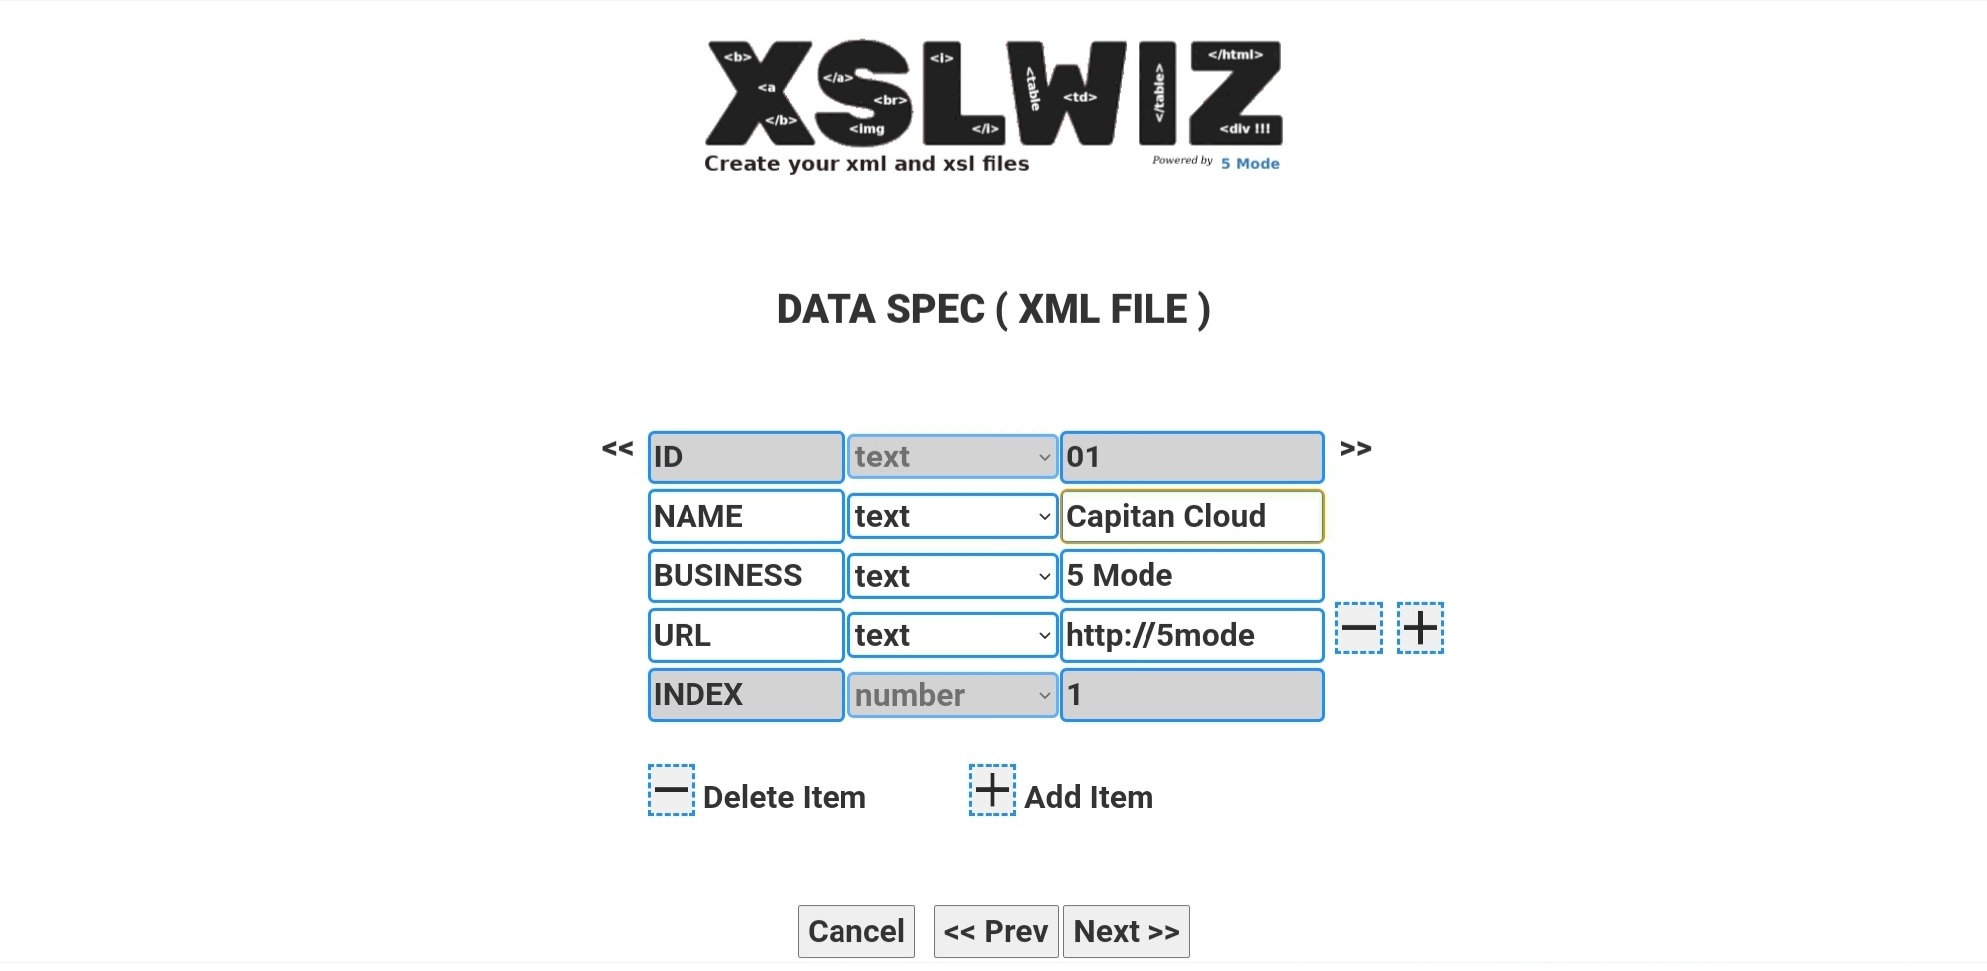 XSLWIZ
<b>
<a
</b>
</a>
<br>
<img
<i>
</i>
<table
<td>
</table>
</html>
<div !!!
Create your xml and xsl files
Powered by 5 Mode
DATA SPEC ( XML FILE )
<< ID text 01 >>
NAME text Capitan Cloud
BUSINESS text 5 Mode
URL text http://5mode
INDEX number 1
Delete Item Add Item
Cancel << Prev Next >>